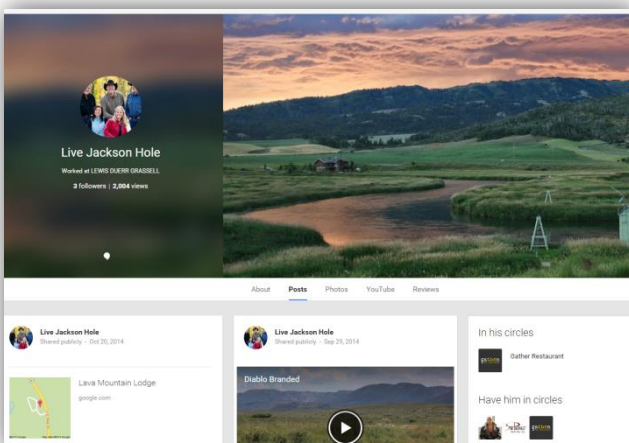 Live Jackson Hole
Worked at LEWIS DUERR GRASSELL
3 followers | 2,004 views
About Posts Photos YouTube Reviews
Live Jackson Hole
Shared publicly - Oct 20, 2014
Lava Mountain Lodge
google.com
Live Jackson Hole
Shared publicly - Sep 29, 2014
Diablo Branded
In his circles
Gather Restaurant
Have him in circles